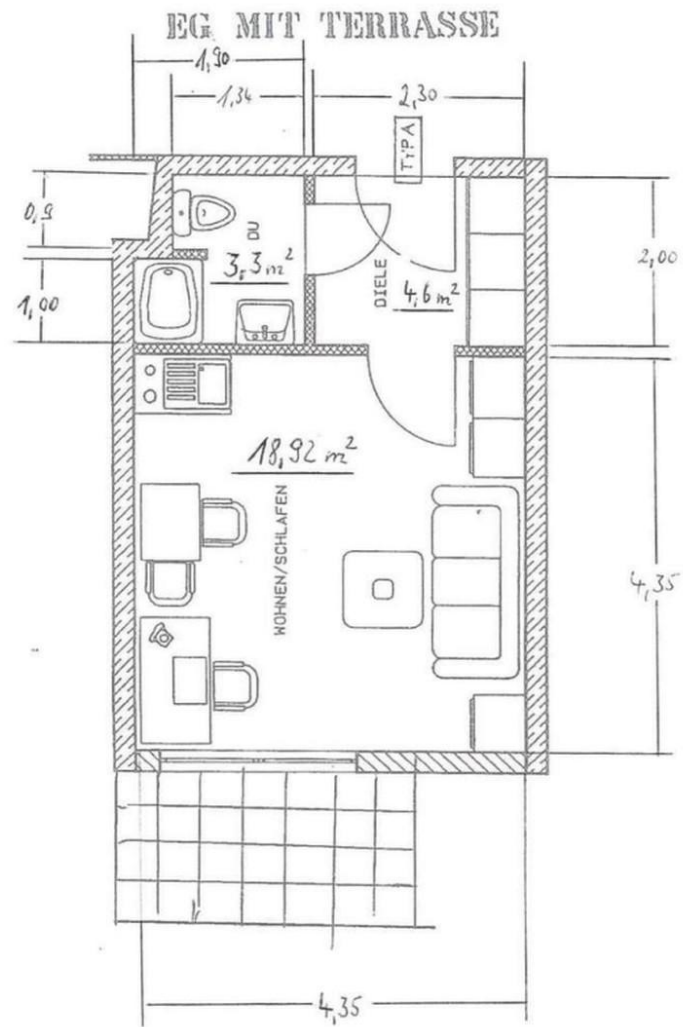 EG MIT TERRASSE
1,90
1,34
2,30
TYPA
0,9
DU
3,3 m²
DIELE
4,6 m²
2,00
1,00
18,92 m²
WOHNEN/SCHLAFEN
4,35
4,35